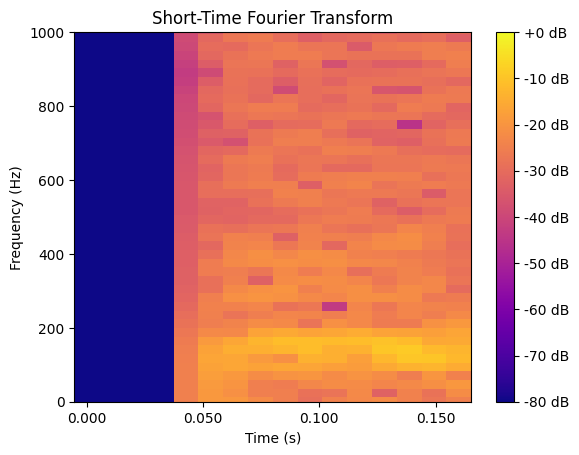 Short-Time Fourier Transform
1000
800
600
400
200
0
Frequency (Hz)
0.000
0.050
0.100
0.150
Time (s)
+0 dB
-10 dB
-20 dB
-30 dB
-40 dB
-50 dB
-60 dB
-70 dB
-80 dB